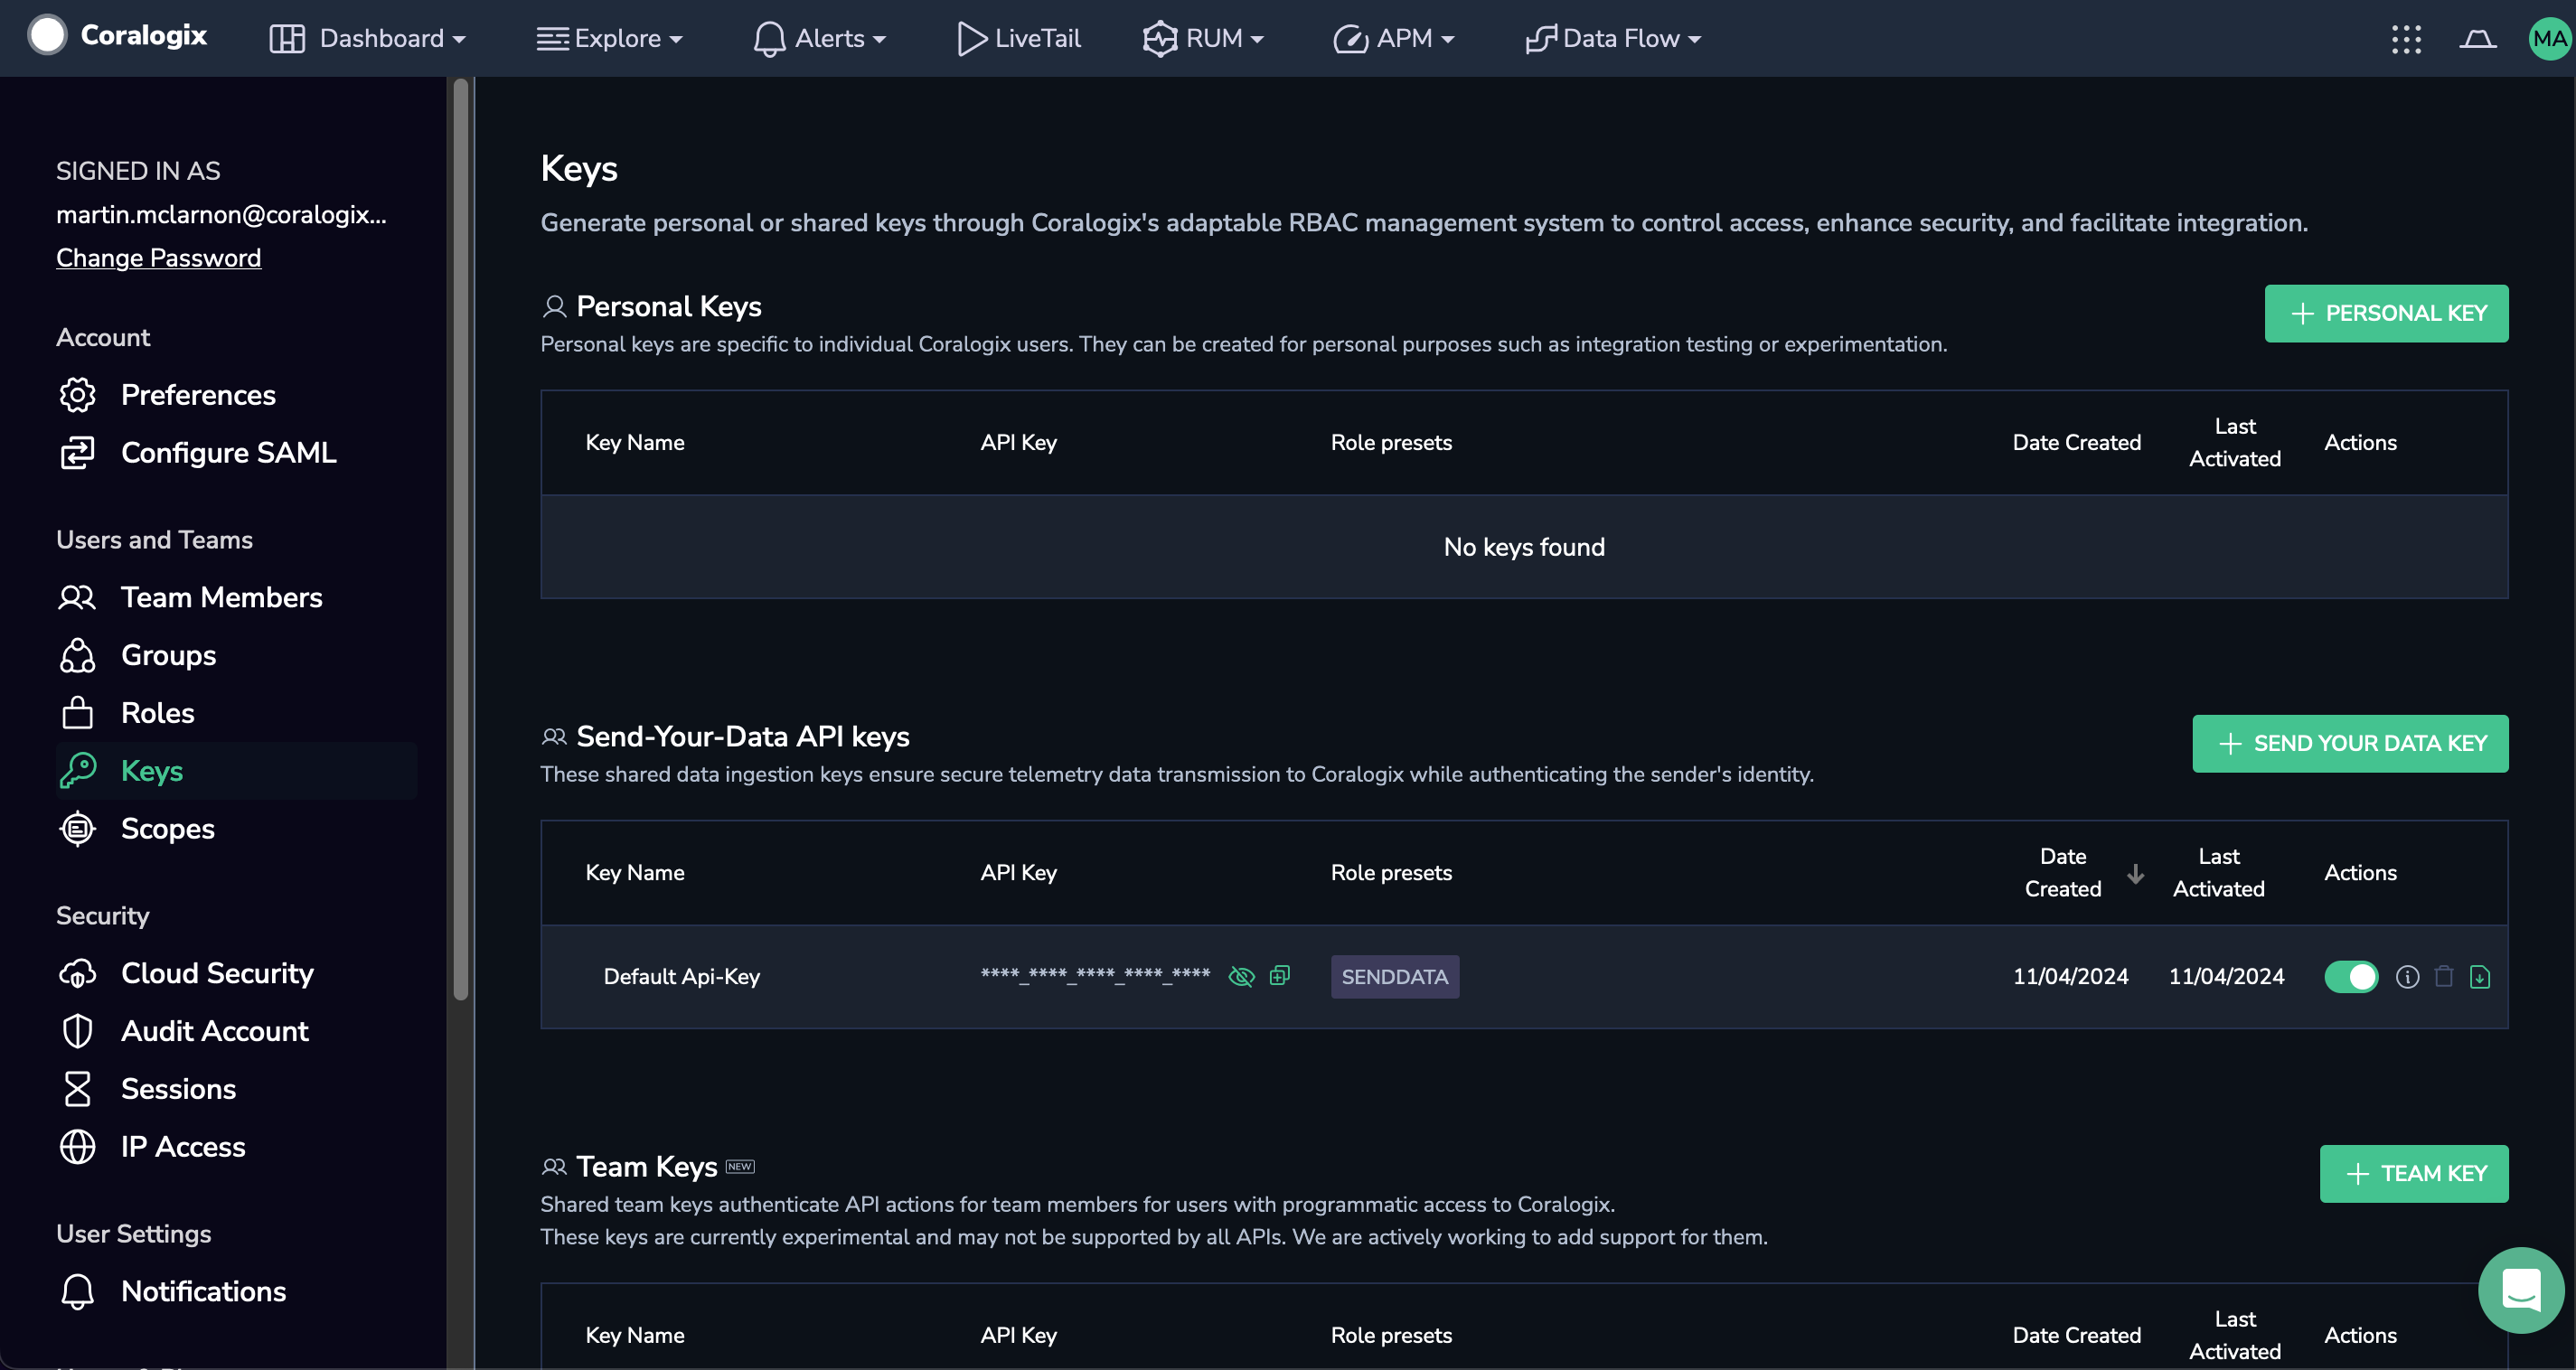 Coralogix
Dashboard
Explore
Alerts
LiveTail
RUM
APM
Data Flow
MA
SIGNED IN AS
martin.mclarnon@coralogix...
Change Password
Account
Preferences
Configure SAML
Users and Teams
Team Members
Groups
Roles
Keys
Scopes
Security
Cloud Security
Audit Account
Sessions
IP Access
User Settings
Notifications
Keys
Generate personal or shared keys through Coralogix's adaptable RBAC management system to control access, enhance security, and facilitate integration.
Personal Keys
PERSONAL KEY
Personal keys are specific to individual Coralogix users. They can be created for personal purposes such as integration testing or experimentation.
Key Name API Key Role presets Date Created Last Activated Actions
No keys found
Send-Your-Data API keys
SEND YOUR DATA KEY
These shared data ingestion keys ensure secure telemetry data transmission to Coralogix while authenticating the sender's identity.
Key Name API Key Role presets Date Created Last Activated Actions
Default Api-Key ****_****_****_****_**** SENDDATA 11/04/2024 11/04/2024
Team Keys NEW
TEAM KEY
Shared team keys authenticate API actions for team members for users with programmatic access to Coralogix.
These keys are currently experimental and may not be supported by all APIs. We are actively working to add support for them.
Key Name API Key Role presets Date Created Last Activated Actions